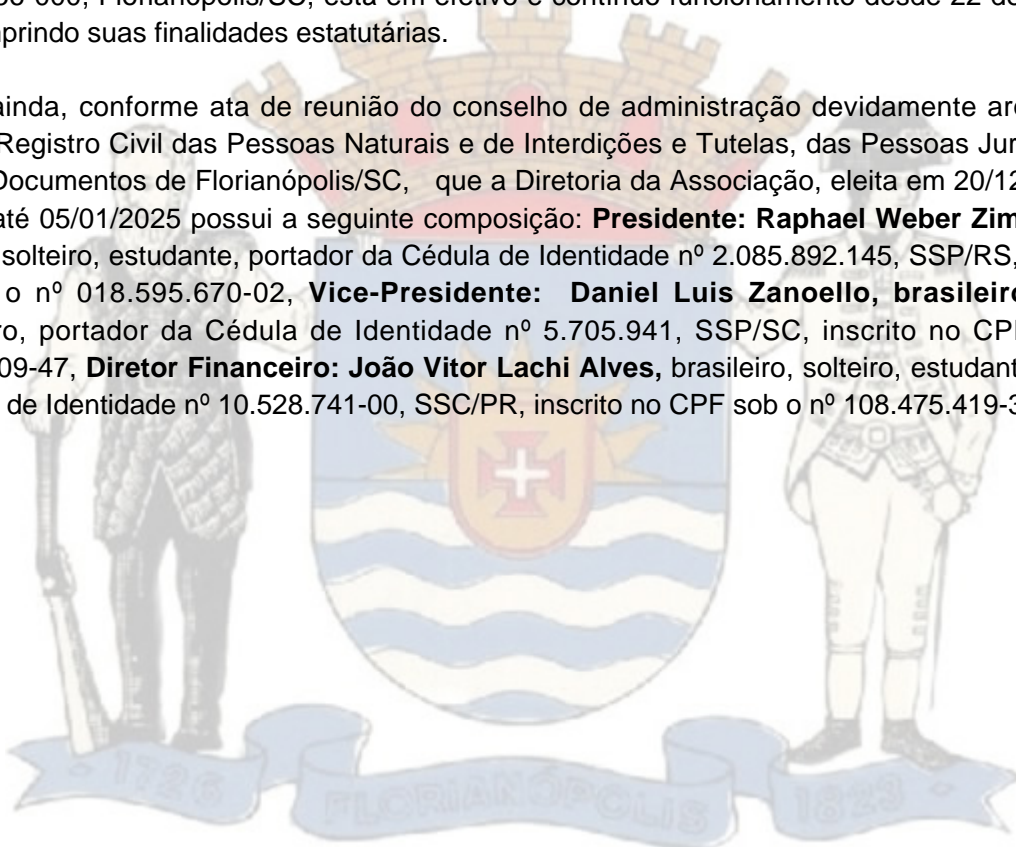 000, Florianópolis/SC, está em efetivo e contínuo funcionamento desde 22 de
prindo suas finalidades estatutárias.
ainda, conforme ata de reunião do conselho de administração devidamente arq
Registro Civil das Pessoas Naturais e de Interdições e Tutelas, das Pessoas Jur
Documentos de Florianópolis/SC, que a Diretoria da Associação, eleita em 20/12
até 05/01/2025 possui a seguinte composição: Presidente: Raphael Weber Zim
solteiro, estudante, portador da Cédula de Identidade nº 2.085.892.145, SSP/RS,
o nº 018.595.670-02, Vice-Presidente: Daniel Luis Zanoello, brasileiro
ro, portador da Cédula de Identidade nº 5.705.941, SSP/SC, inscrito no CPF
09-47, Diretor Financeiro: João Vitor Lachi Alves, brasileiro, solteiro, estudant
de Identidade nº 10.528.741-00, SSC/PR, inscrito no CPF sob o nº 108.475.419-3
- 1726 FLORIANÓPOLIS 1823 -